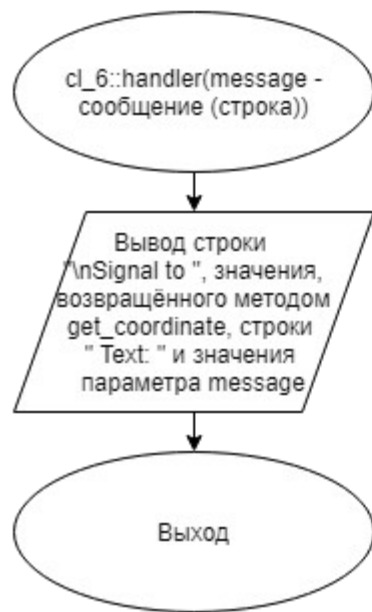 cl_6::handler(message -
сообщение (строка))
Вывод строки
"\nSignal to ", значения,
возвращённого методом
get_coordinate, строки
" Text: " и значения
параметра message
Выход